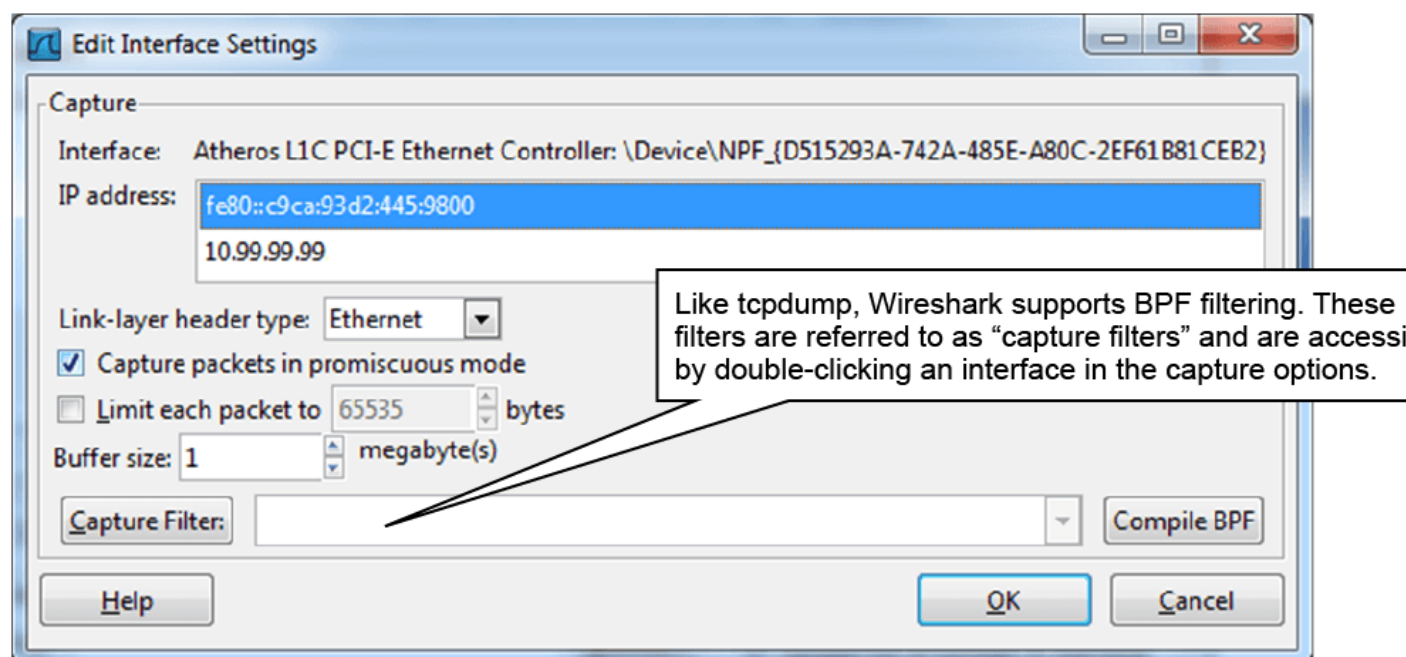 Edit Interface Settings
Capture
Interface: Atheros L1C PCI-E Ethernet Controller: \Device\NPF_{D515293A-742A-485E-A80C-2EF61B81CEB2}
IP address: fe80::c9ca:93d2:445:9800
10.99.99.99
Like tcpdump, Wireshark supports BPF filtering. These
filters are referred to as “capture filters” and are accessi
by double-clicking an interface in the capture options.
Link-layer header type: Ethernet
Capture packets in promiscuous mode
Limit each packet to 65535 bytes
Buffer size: 1 megabyte(s)
Capture Filter: Compile BPF
Help OK Cancel